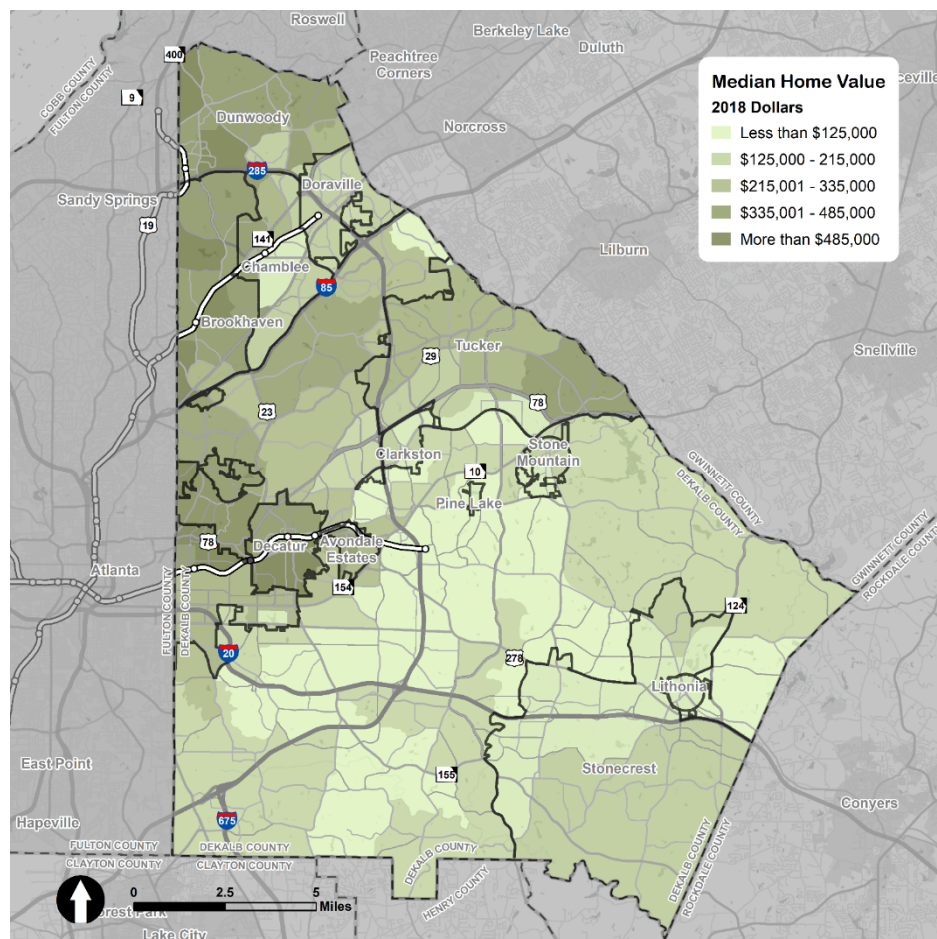 Roswell
Berkeley Lake
400
Duluth
Peachtree
Corners
Median Home Value
2018 Dollars
Less than $125,000
$125,000 - 215,000
$215,001 - 335,000
$335,001 - 485,000
More than $485,000
ceville
COBB COUNTY
FULTON COUNTY
9
Dunwoody
Norcross
285
Doraville
Sandy Springs
19
141
Chamblee
Lilburn
85
Brookhaven
Tucker
29
Snellville
23
78
Clarkston
Stone
Mountain
10
Pine Lake
GWINNETT COUNTY
DEKALB COUNTY
78
Decatur
Avondale
Estates
GWINNETT COUNTY
ROCKDALE COUNTY
Atlanta
154
124
FULTON COUNTY
DEKALB COUNTY
20
278
Lithonia
East Point
155
Stonecrest
Conyers
Hapeville
675
FULTON COUNTY
DEKALB COUNTY
CLAYTON COUNTY
CLAYTON COUNTY
DEKALB COUNTY
HENRY COUNTY
DEKALB COUNTY
ROCKDALE COUNTY
0
2.5
5
Miles
orest Park
Lake City